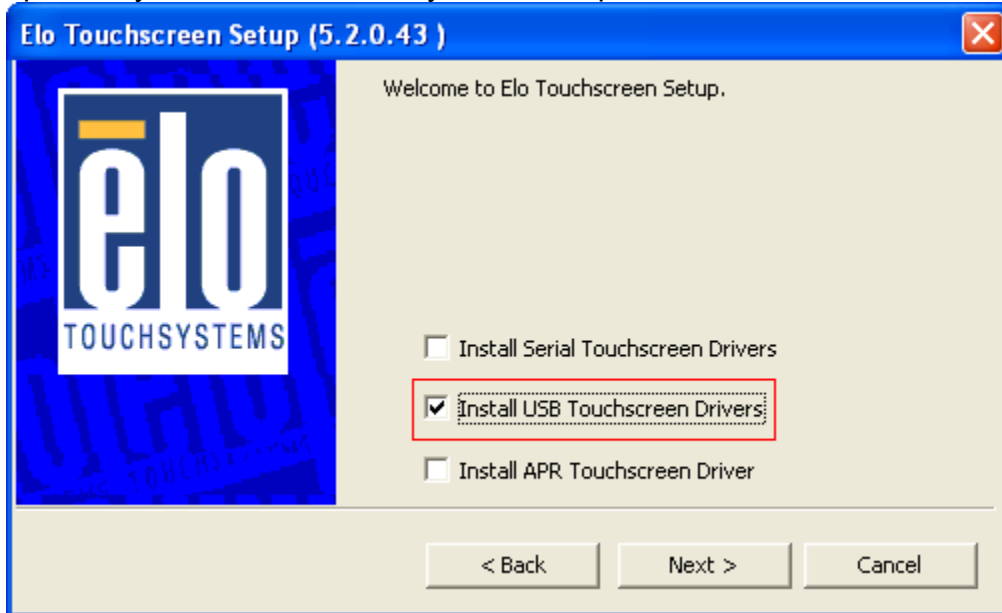 Elo Touchscreen Setup (5.2.0.43 )
Welcome to Elo Touchscreen Setup.
ēlo
TOUCHSYSTEMS
Install Serial Touchscreen Drivers
Install USB Touchscreen Drivers
Install APR Touchscreen Driver
< Back
Next >
Cancel